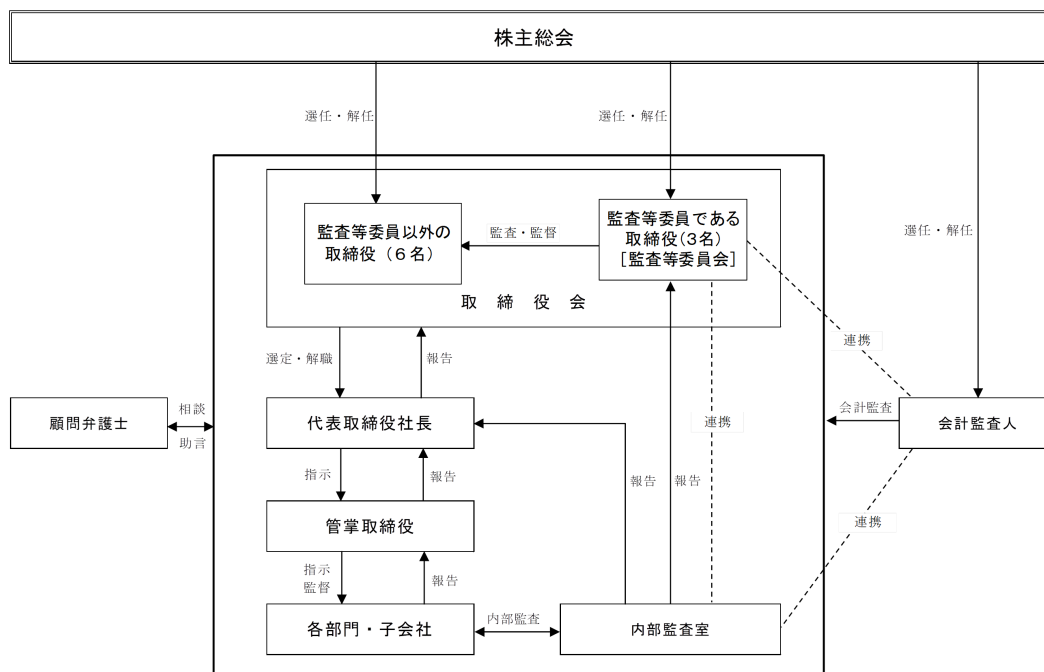 株主総会
選任・解任
選任・解任
選任・解任
監査等委員以外の
取締役（６名）
監査・監督
監査等委員である
取締役(３名)
［監査等委員会］
取締役会
連携
選定・解職
報告
顧問弁護士
相談
助言
代表取締役社長
連携
会計監査
会計監査人
指示
報告
報告
報告
管掌取締役
連携
指示
監督
報告
各部門・子会社
内部監査
内部監査室